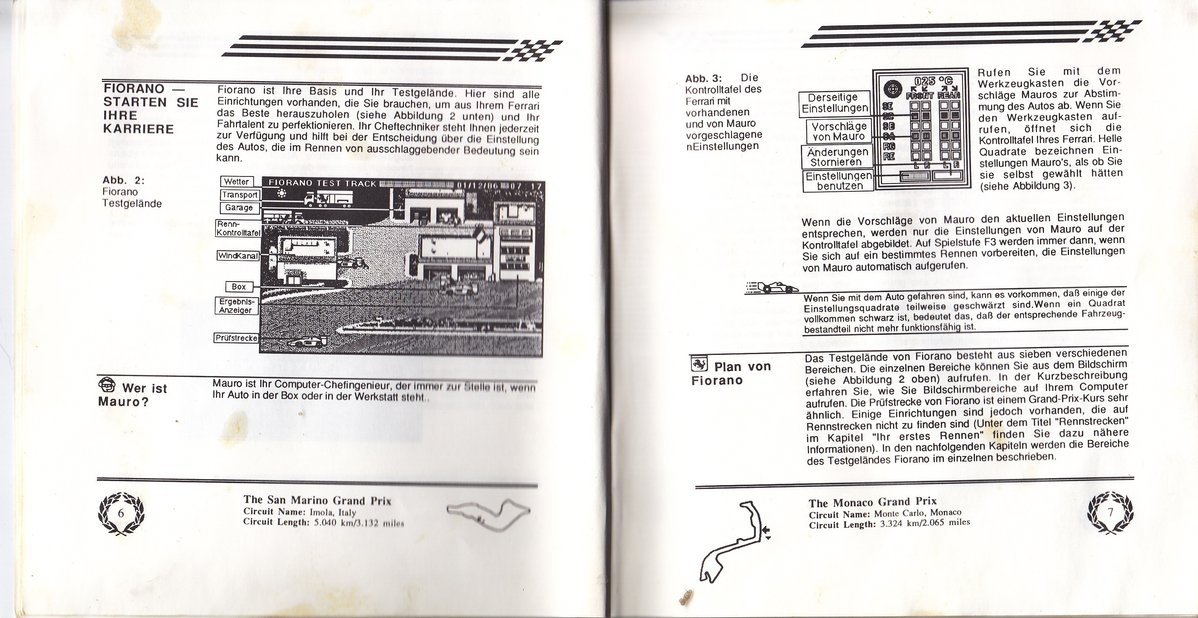 FIORANO —
STARTEN SIE
IHRE
KARRIERE
Fiorano ist Ihre Basis und Ihr Testgelände. Hier sind alle
Einrichtungen vorhanden, die Sie brauchen, um aus Ihrem Ferrari
das Beste herauszuholen (siehe Abbildung 2 unten) und Ihr
Fahrtalent zu perfektionieren. Ihr Cheftechniker steht Ihnen jederzeit
zur Verfügung und hilft bei der Entscheidung über die Einstellung
des Autos, die im Rennen von ausschlaggebender Bedeutung sein
kann.
Abb. 2:
Fiorano
Testgelände
Wetter
Transport
Garage
Renn-
Kontrolltafel
WindKanal
Box
Ergebnis-
Anzeiger
Prüfstrecke
FIORANO TEST TRACK 01/12/86 07 17
Wer ist
Mauro?
Mauro ist Ihr Computer-Chefingenieur, der immer zur Stelle ist, wenn
Ihr Auto in der Box oder in der Werkstatt steht..
6
The San Marino Grand Prix
Circuit Name: Imola, Italy
Circuit Length: 5.040 km/3.132 miles
Abb. 3: Die
Kontrolltafel des
Ferrari mit
vorhandenen
und von Mauro
vorgeschlagene
nEinstellungen
Derseitige
Einstellungen
Vorschläge
von Mauro
Änderungen
Stornieren
Einstellungen
benutzen
025 °C
FRONT REAR
L R L R
Rufen Sie mit dem
Werkzeugkasten die Vor-
schläge Mauros zur Abstim-
mung des Autos ab. Wenn Sie
den Werkzeugkasten auf-
rufen, öffnet sich die
Kontrolltafel Ihres Ferrari. Helle
Quadrate bezeichnen Ein-
stellungen Mauro's, als ob Sie
sie selbst gewählt hätten
(siehe Abbildung 3).
Wenn die Vorschläge von Mauro den aktuellen Einstellungen
entsprechen, werden nur die Einstellungen von Mauro auf der
Kontrolltafel abgebildet. Auf Spielstufe F3 werden immer dann, wenn
Sie sich auf ein bestimmtes Rennen vorbereiten, die Einstellungen
von Mauro automatisch aufgerufen.
Wenn Sie mit dem Auto gefahren sind, kann es vorkommen, daß einige der
Einstellungsquadrate teilweise geschwärzt sind.Wenn ein Quadrat
vollkommen schwarz ist, bedeutet das, daß der entsprechende Fahrzeug-
bestandteil nicht mehr funktionsfähig ist.
Plan von
Fiorano
Das Testgelände von Fiorano besteht aus sieben verschiedenen
Bereichen. Die einzelnen Bereiche können Sie aus dem Bildschirm
(siehe Abbildung 2 oben) aufrufen. In der Kurzbeschreibung
erfahren Sie, wie Sie Bildschirmbereiche auf Ihrem Computer
aufrufen. Die Prüfstrecke von Fiorano ist einem Grand-Prix-Kurs sehr
ähnlich. Einige Einrichtungen sind jedoch vorhanden, die auf
Rennstrecken nicht zu finden sind (Unter dem Titel "Rennstrecken"
im Kapitel "Ihr erstes Rennen" finden Sie dazu nähere
Informationen). In den nachfolgenden Kapiteln werden die Bereiche
des Testgeländes Fiorano im einzelnen beschrieben.
The Monaco Grand Prix
Circuit Name: Monte Carlo, Monaco
Circuit Length: 3.324 km/2.065 miles
7